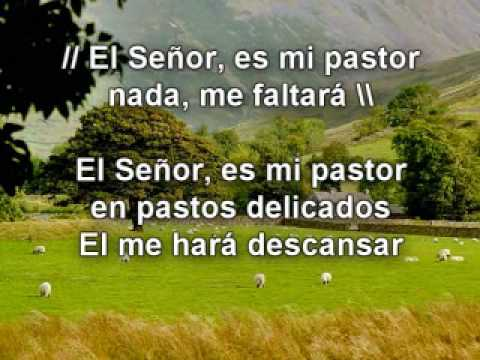 // El Señor, es mi pastor
nada, me faltará \\
El Señor, es mi pastor
en pastos delicados
El me hará descansar